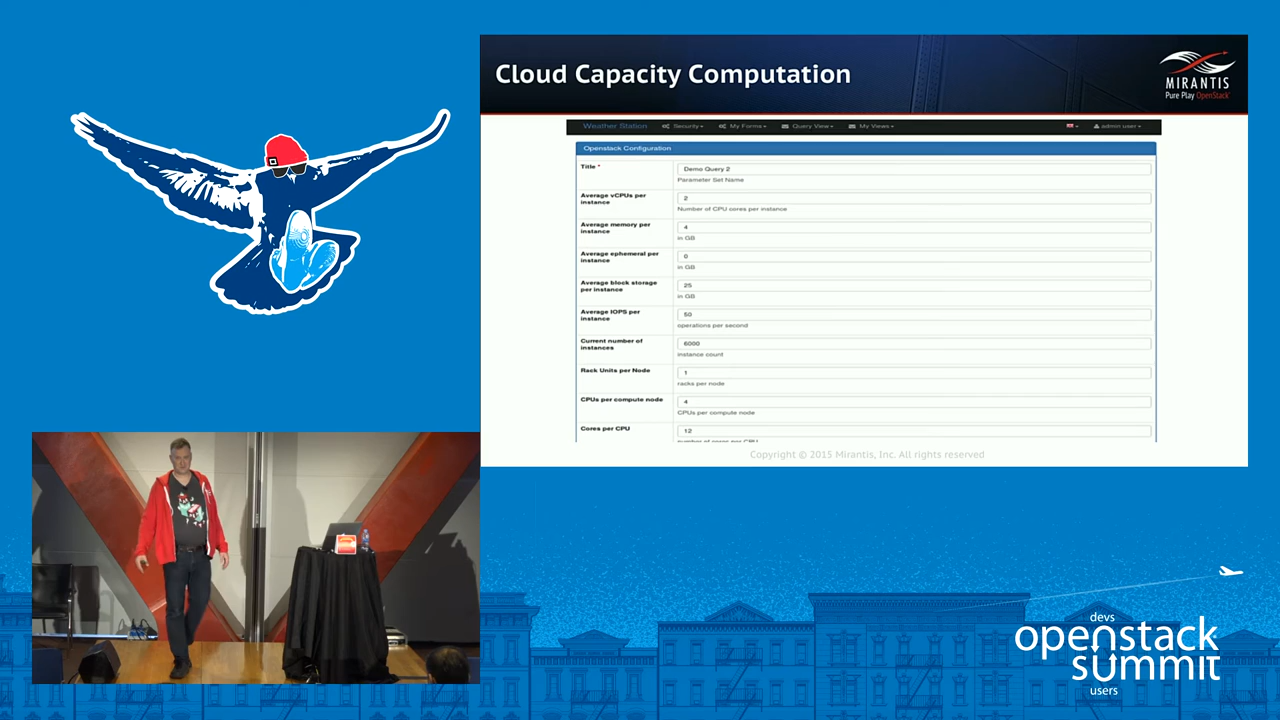 Cloud Capacity Computation
MIRANTIS
Pure Play OpenStack
Weather Station
Security
My Forms
Query View
My Views
admin user
Openstack Configuration
Title *
Demo Query 2
Parameter Set Name
Average vCPUs per
instance
2
Number of CPU cores per instance
Average memory per
instance
4
in GB
Average ephemeral per
instance
0
in GB
Average block storage
per instance
25
in GB
Average IOPS per
instance
50
operations per second
Current number of
instances
6000
instance count
Rack Units per Node
1
racks per node
CPUs per compute node
4
CPUs per compute node
Cores per CPU
12
number of cores per CPU
Copyright © 2015 Mirantis, Inc. All rights reserved
devs
openstack
summit
users